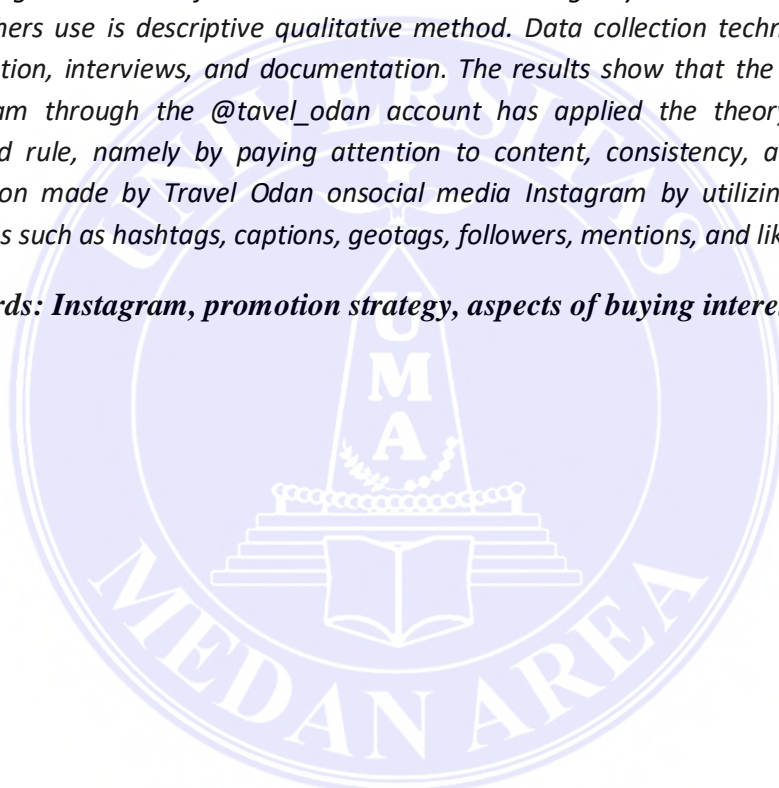 ners use is descriptive qualitative method. Data collection techn
tion, interviews, and documentation. The results show that the
am through the @tavel_odan account has applied the theory
d rule, namely by paying attention to content, consistency, a
on made by Travel Odan onsocial media Instagram by utilizin
s such as hashtags, captions, geotags, followers, mentions, and lik
rds: Instagram, promotion strategy, aspects of buying intere
UNIVERSITAS
U
M
A
MEDAN AREA